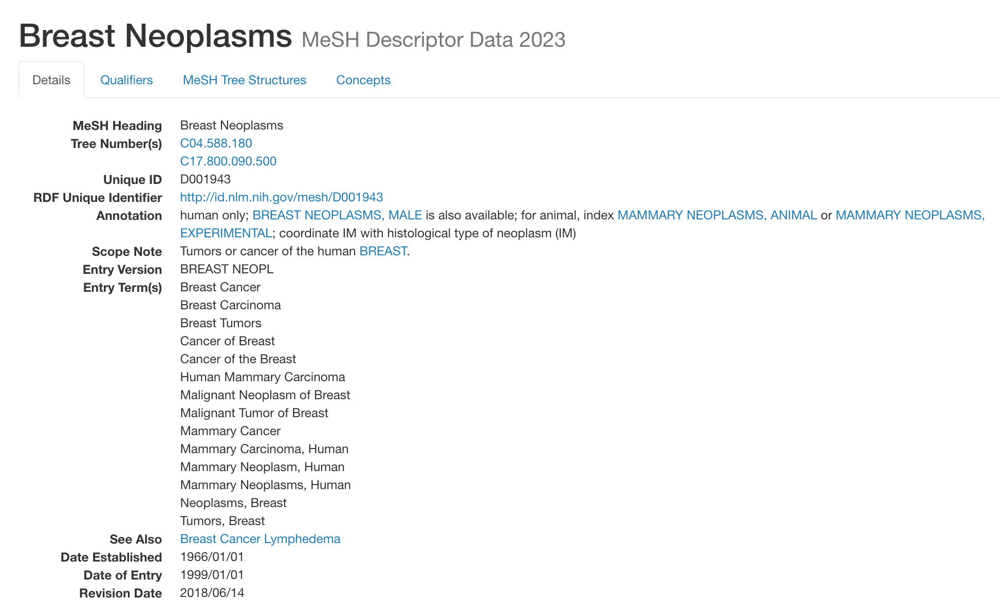 Breast Neoplasms MeSH Descriptor Data 2023
Details Qualifiers MeSH Tree Structures Concepts
MeSH Heading Breast Neoplasms
Tree Number(s) C04.588.180
C17.800.090.500
Unique ID D001943
RDF Unique Identifier http://id.nlm.nih.gov/mesh/D001943
Annotation human only; BREAST NEOPLASMS, MALE is also available; for animal, index MAMMARY NEOPLASMS, ANIMAL or MAMMARY NEOPLASMS,
EXPERIMENTAL; coordinate IM with histological type of neoplasm (IM)
Scope Note Tumors or cancer of the human BREAST.
Entry Version BREAST NEOPL
Entry Term(s) Breast Cancer
Breast Carcinoma
Breast Tumors
Cancer of Breast
Cancer of the Breast
Human Mammary Carcinoma
Malignant Neoplasm of Breast
Malignant Tumor of Breast
Mammary Cancer
Mammary Carcinoma, Human
Mammary Neoplasm, Human
Mammary Neoplasms, Human
Neoplasms, Breast
Tumors, Breast
See Also Breast Cancer Lymphedema
Date Established 1966/01/01
Date of Entry 1999/01/01
Revision Date 2018/06/14